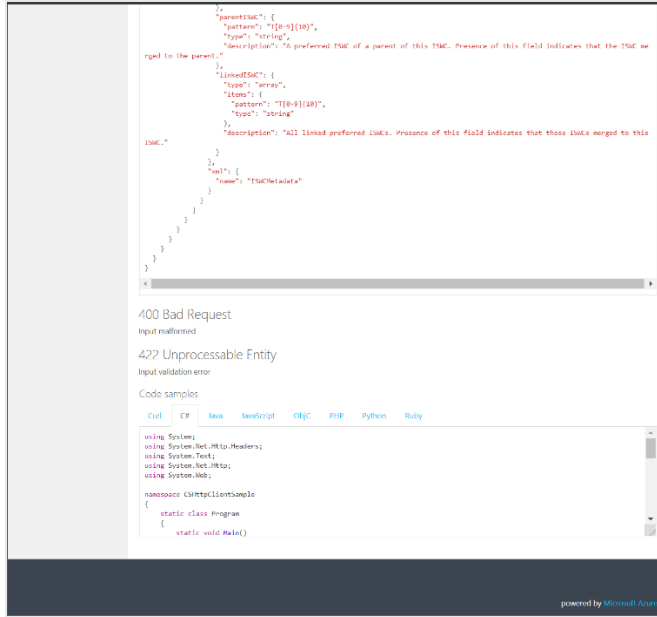 },
"parentISWC": {
"pattern": "T[0-9]{10}",
"type": "string",
"description": "A preferred ISWC of a parent of this ISWC. Presence of this field indicates that the ISWC me
rged to the parent."
},
"linkedISWC": {
"type": "array",
"items": {
"pattern": "T[0-9]{10}",
"type": "string"
},
"description": "All linked preferred ISWCs. Presence of this field indicates that those ISWCs merged to this
ISWC."
}
},
"xml": {
"name": "ISWCMetadata"
}
}
}
}
}
}
}
}
}
400 Bad Request
Input malformed
422 Unprocessable Entity
Input validation error
Code samples
Curl C# Java JavaScript ObjC PHP Python Ruby
using System;
using System.Net.Http.Headers;
using System.Text;
using System.Net.Http;
using System.Web;
namespace CSHttpClientSample
{
static class Program
{
static void Main()
powered by Microsoft Azure